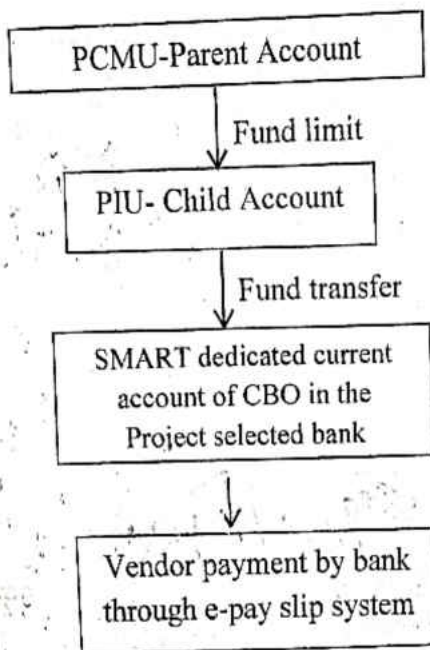 PCMU-Parent Account
Fund limit
PIU- Child Account
Fund transfer
SMART dedicated current
account of CBO in the
Project selected bank
Vendor payment by bank
through e-pay slip system